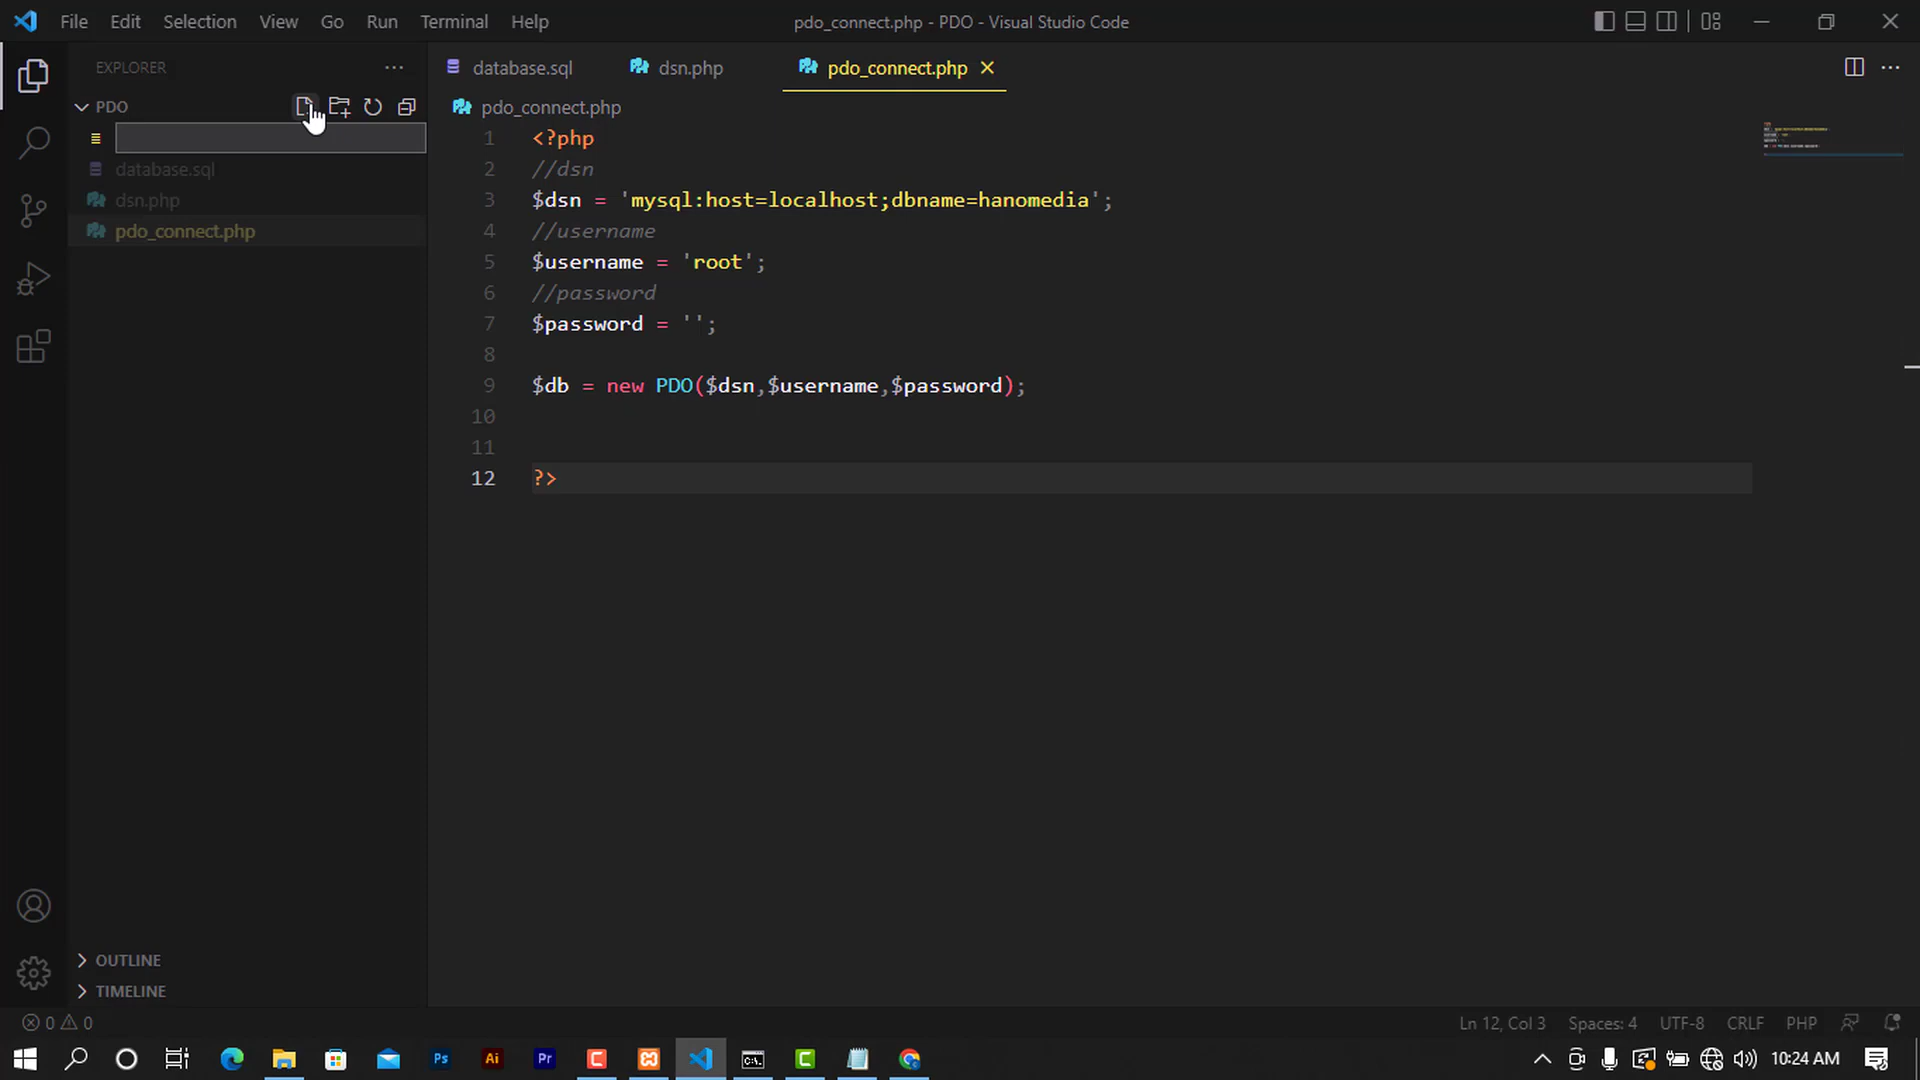 File Edit Selection View Go Run Terminal Help
pdo_connect.php - PDO - Visual Studio Code
EXPLORER
PDO
database.sql
dsn.php
pdo_connect.php
database.sql dsn.php pdo_connect.php
pdo_connect.php
1 <?php
2 //dsn
3 $dsn = 'mysql:host=localhost;dbname=hanomedia';
4 //username
5 $username = 'root';
6 //password
7 $password = '';
8
9 $db = new PDO($dsn,$username,$password);
10
11
12 ?>
OUTLINE
TIMELINE
0 0
Ln 12, Col 3 Spaces: 4 UTF-8 CRLF PHP
Ps Ai Pr
10:24 AM